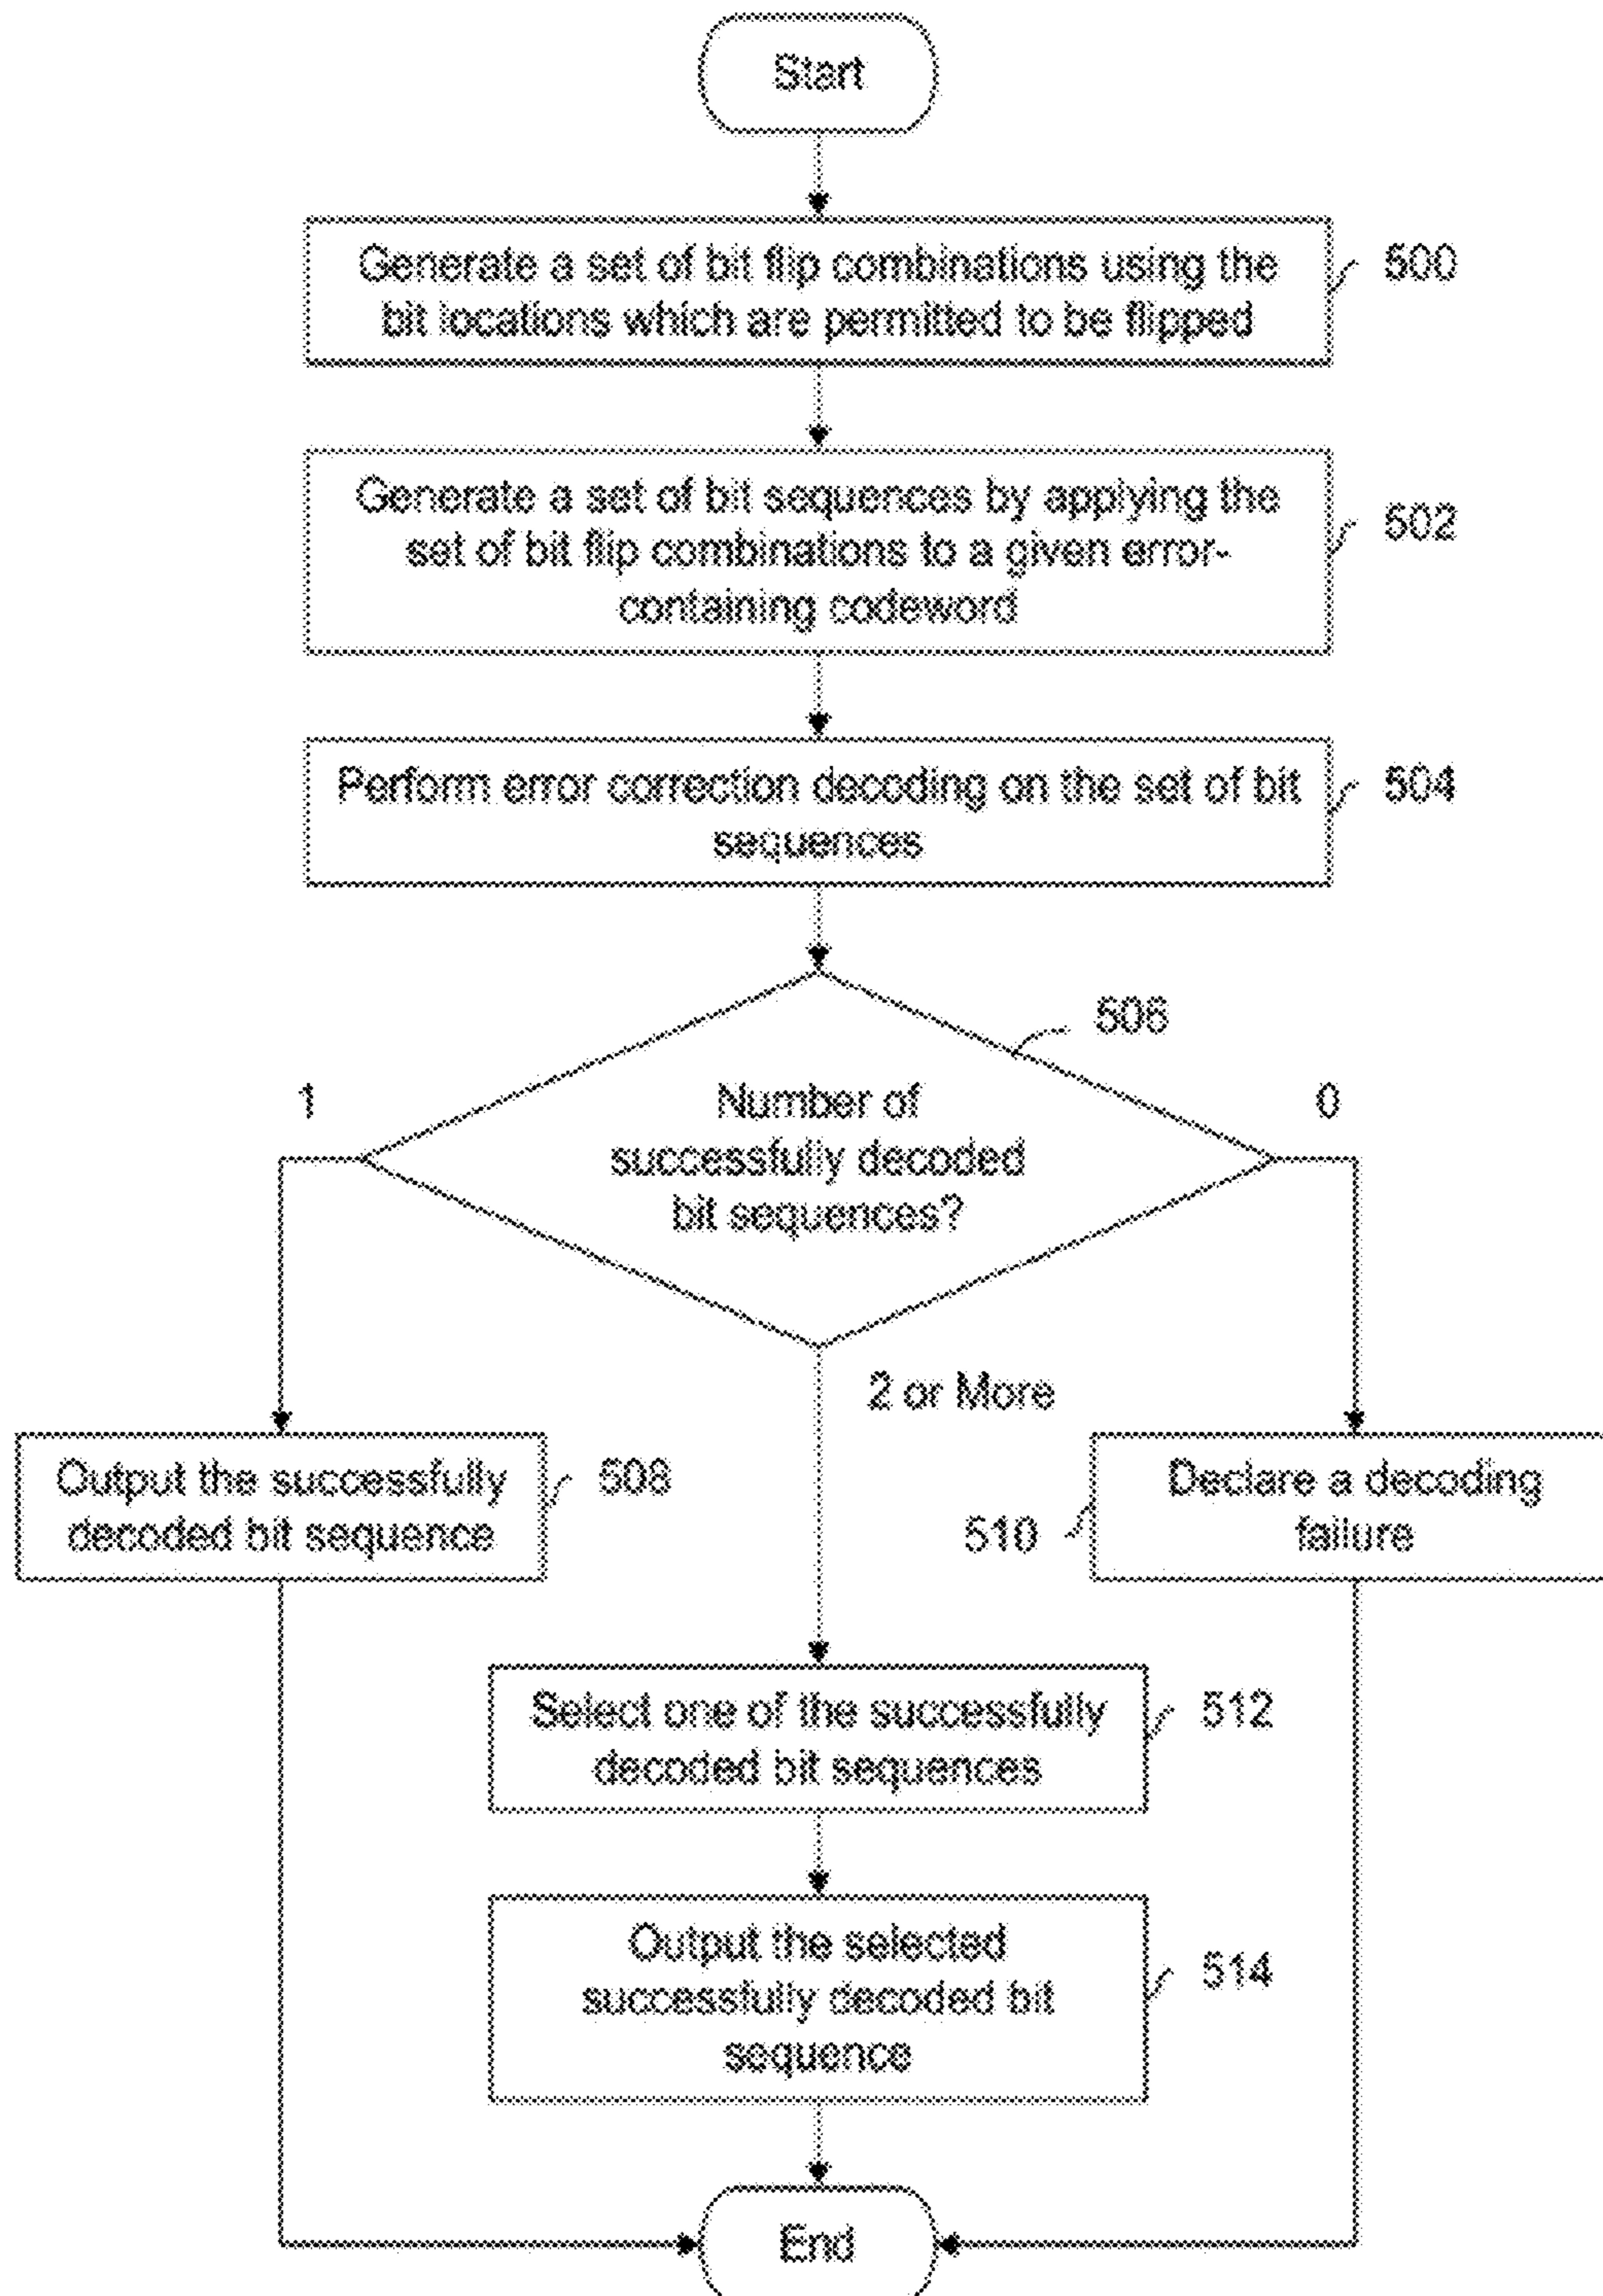 Start
Generate a set of bit flip combinations using the
bit locations which are permitted to be flipped
500
Generate a set of bit sequences by applying the
set of bit flip combinations to a given error-
containing codeword
502
Perform error correction decoding on the set of bit
sequences
504
506
1
Number of
successfully decoded
bit sequences?
0
2 or More
Output the successfully
decoded bit sequence
508
Declare a decoding
failure
510
Select one of the successfully
decoded bit sequences
512
Output the selected
successfully decoded bit
sequence
514
End